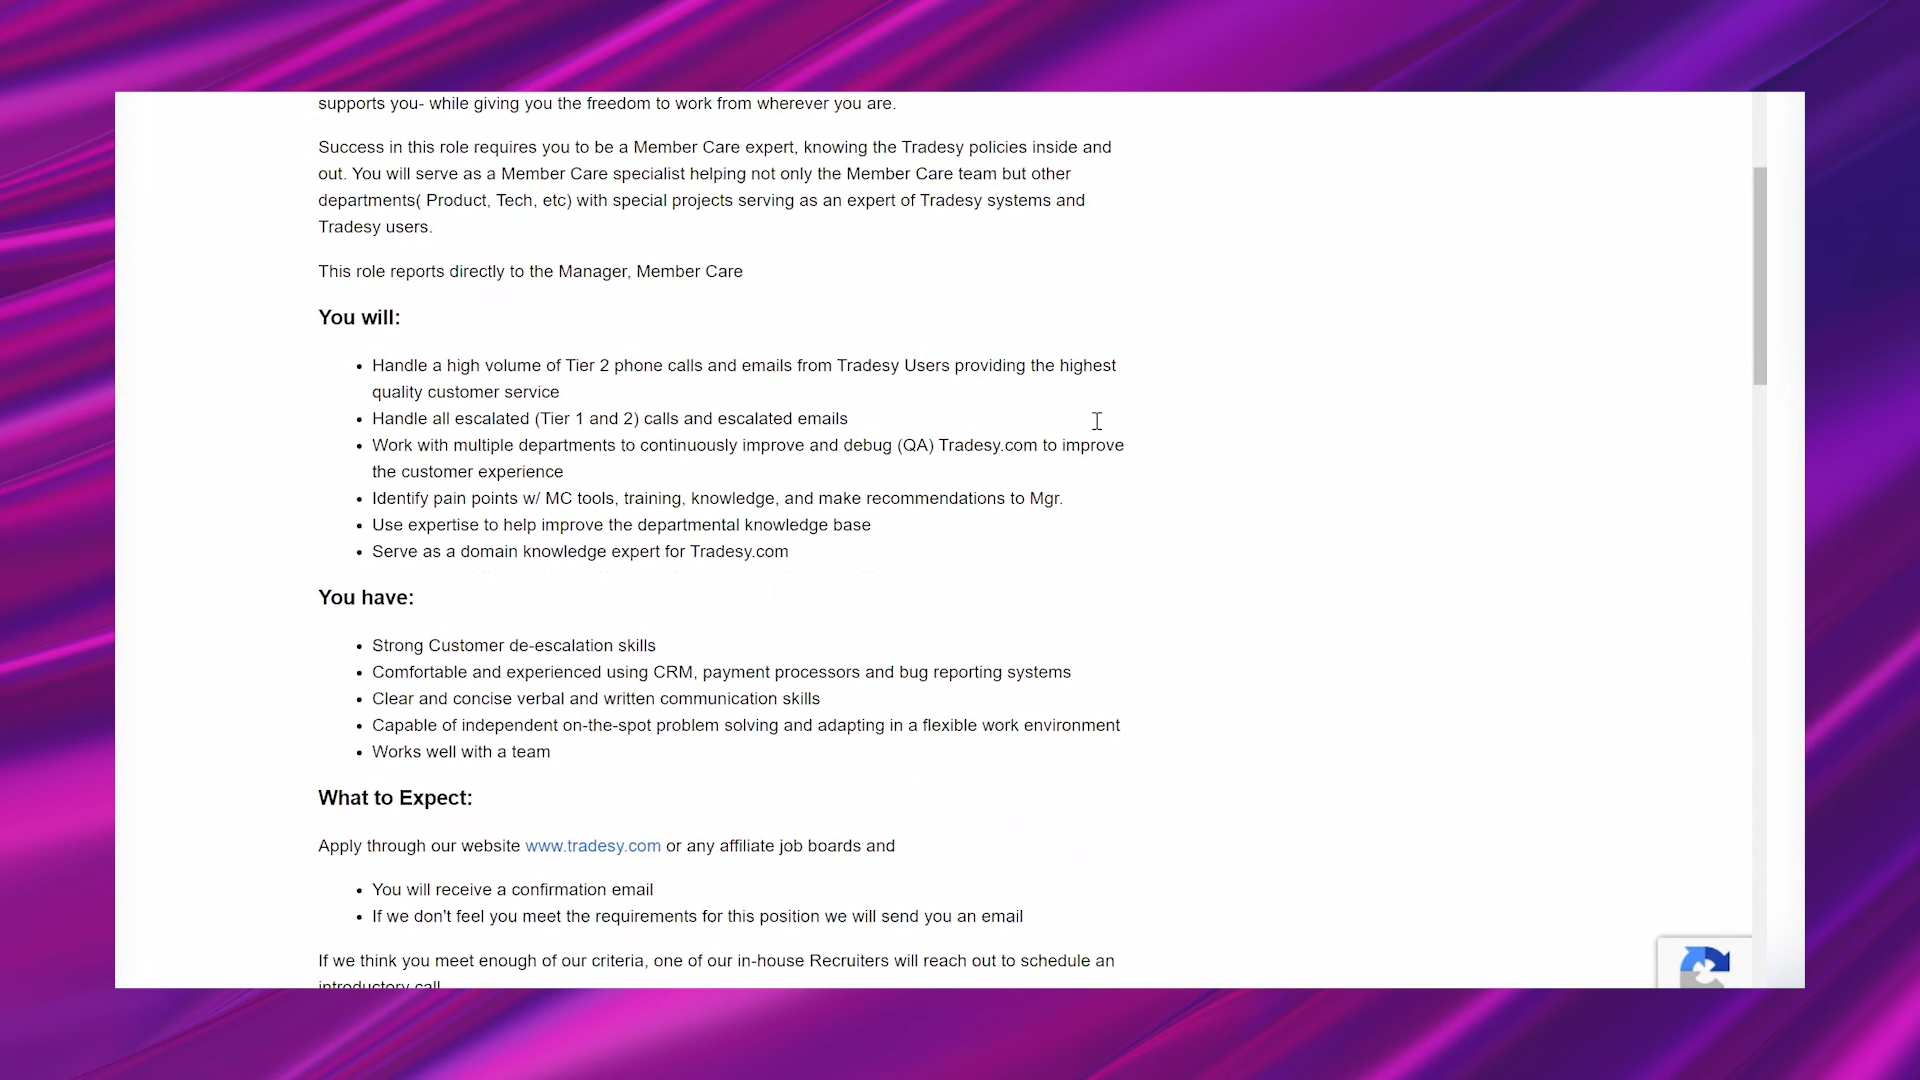 supports you- while giving you the freedom to work from wherever you are.
Success in this role requires you to be a Member Care expert, knowing the Tradesy policies inside and
out. You will serve as a Member Care specialist helping not only the Member Care team but other
departments( Product, Tech, etc) with special projects serving as an expert of Tradesy systems and
Tradesy users.
This role reports directly to the Manager, Member Care
You will:
• Handle a high volume of Tier 2 phone calls and emails from Tradesy Users providing the highest
quality customer service
• Handle all escalated (Tier 1 and 2) calls and escalated emails
• Work with multiple departments to continuously improve and debug (QA) Tradesy.com to improve
the customer experience
• Identify pain points w/ MC tools, training, knowledge, and make recommendations to Mgr.
• Use expertise to help improve the departmental knowledge base
• Serve as a domain knowledge expert for Tradesy.com
You have:
• Strong Customer de-escalation skills
• Comfortable and experienced using CRM, payment processors and bug reporting systems
• Clear and concise verbal and written communication skills
• Capable of independent on-the-spot problem solving and adapting in a flexible work environment
• Works well with a team
What to Expect:
Apply through our website www.tradesy.com or any affiliate job boards and
• You will receive a confirmation email
• If we don't feel you meet the requirements for this position we will send you an email
If we think you meet enough of our criteria, one of our in-house Recruiters will reach out to schedule an
introductory call